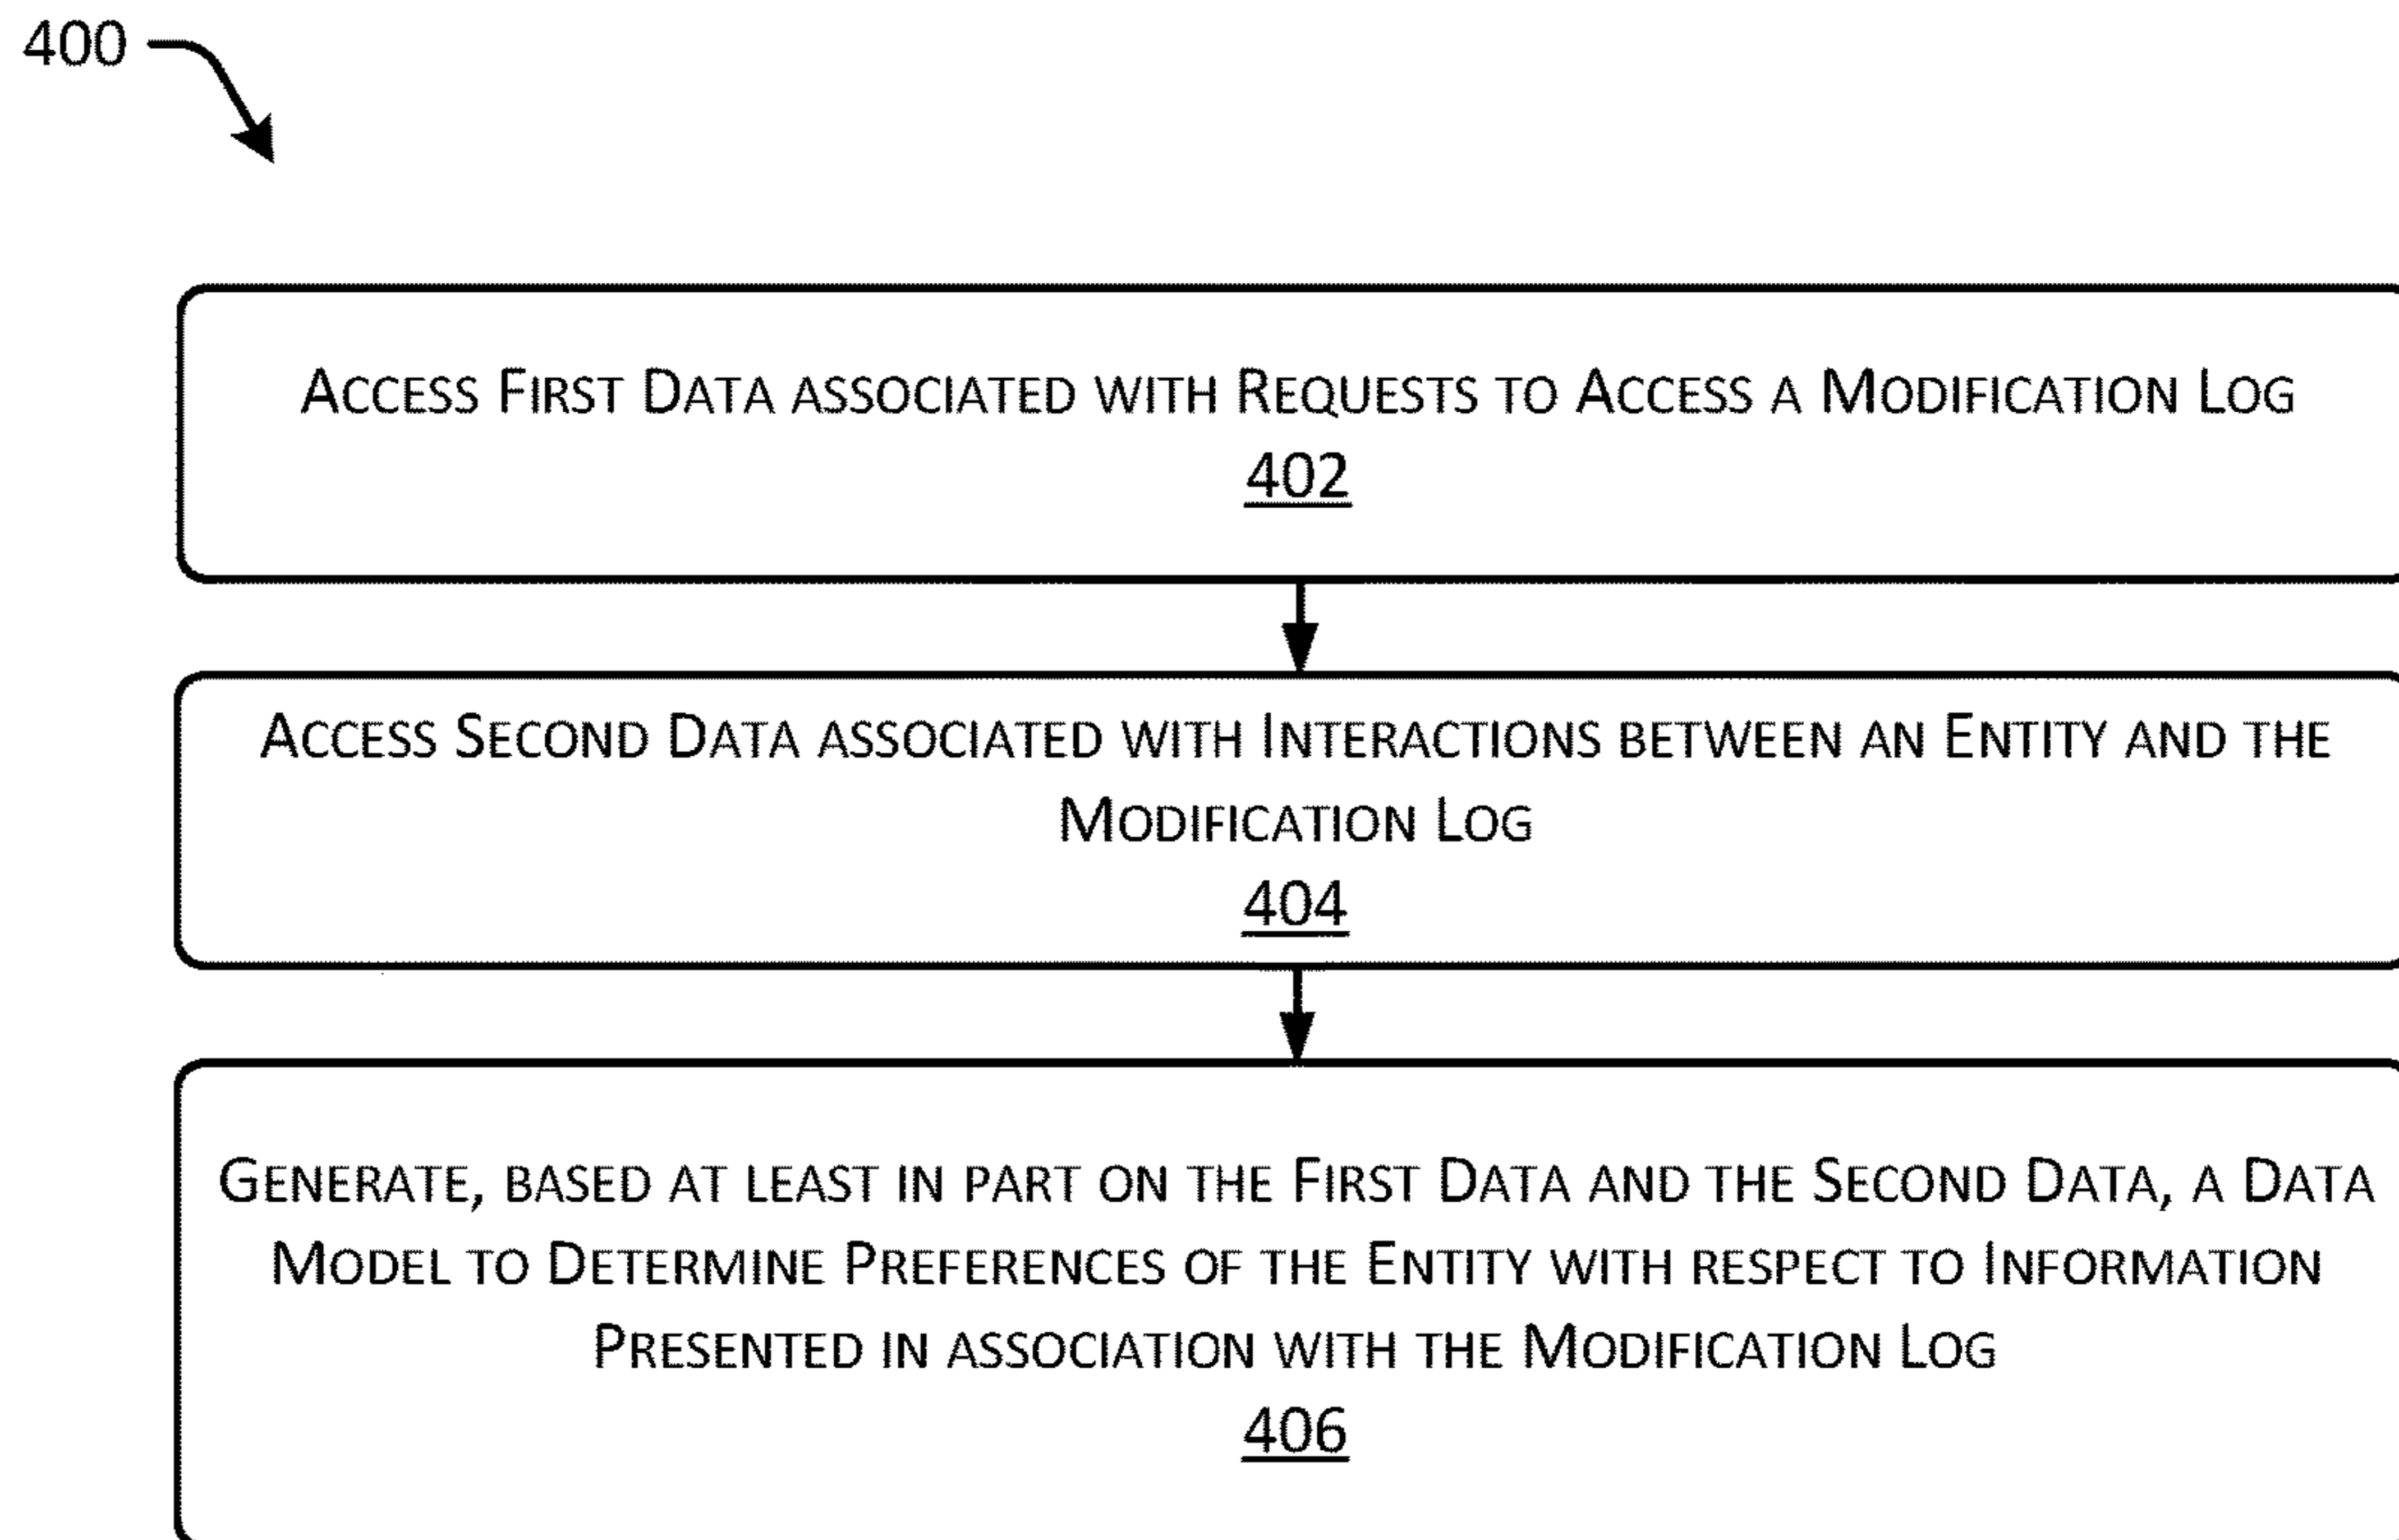 400
ACCESS FIRST DATA ASSOCIATED WITH REQUESTS TO ACCESS A MODIFICATION LOG
402
ACCESS SECOND DATA ASSOCIATED WITH INTERACTIONS BETWEEN AN ENTITY AND THE
MODIFICATION LOG
404
GENERATE, BASED AT LEAST IN PART ON THE FIRST DATA AND THE SECOND DATA, A DATA
MODEL TO DETERMINE PREFERENCES OF THE ENTITY WITH RESPECT TO INFORMATION
PRESENTED IN ASSOCIATION WITH THE MODIFICATION LOG
406